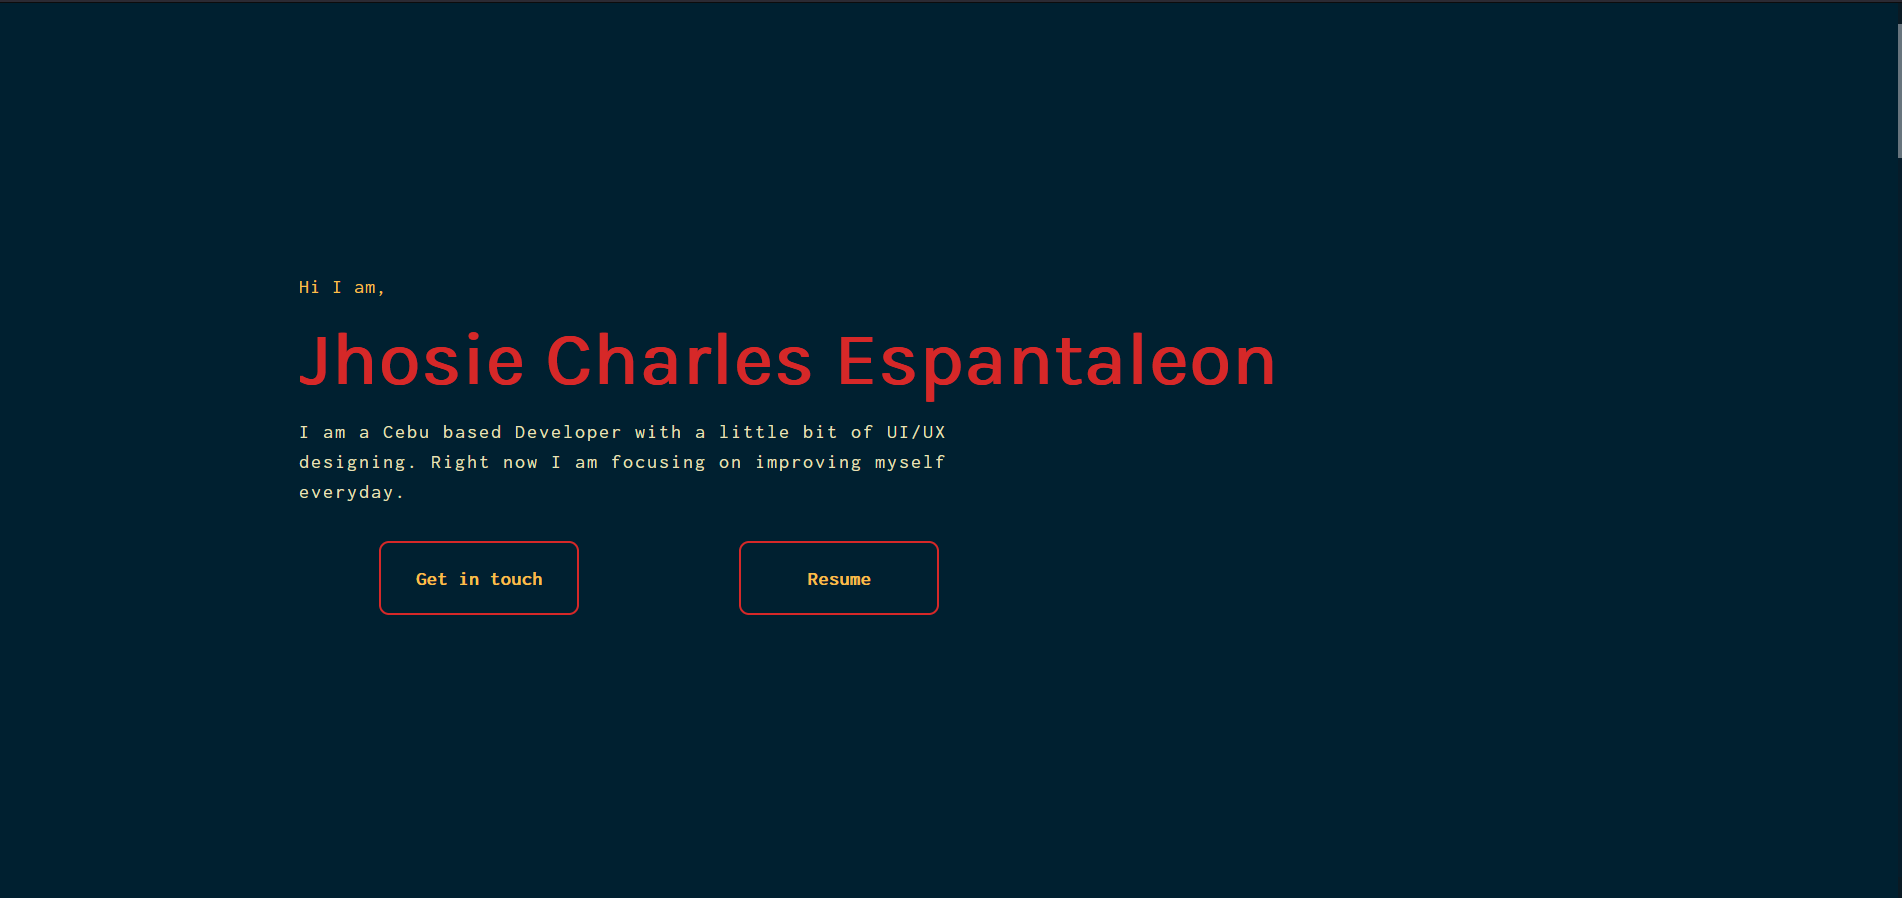 Hi I am,
Jhosie Charles Espantaleon
I am a Cebu based Developer with a little bit of UI/UX
designing. Right now I am focusing on improving myself
everyday.
Get in touch
Resume